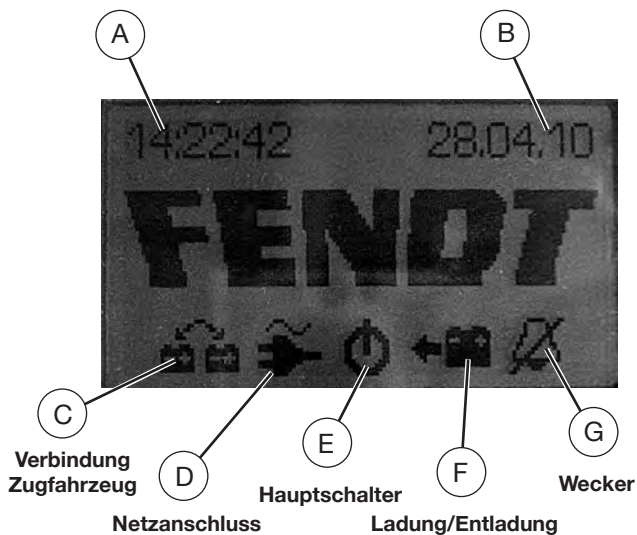 A
B
14:22:42 28.04.10
FENDT
C
D
E
F
G
Verbindung
Zugfahrzeug
Netzanschluss
Hauptschalter
Ladung/Entladung
Wecker